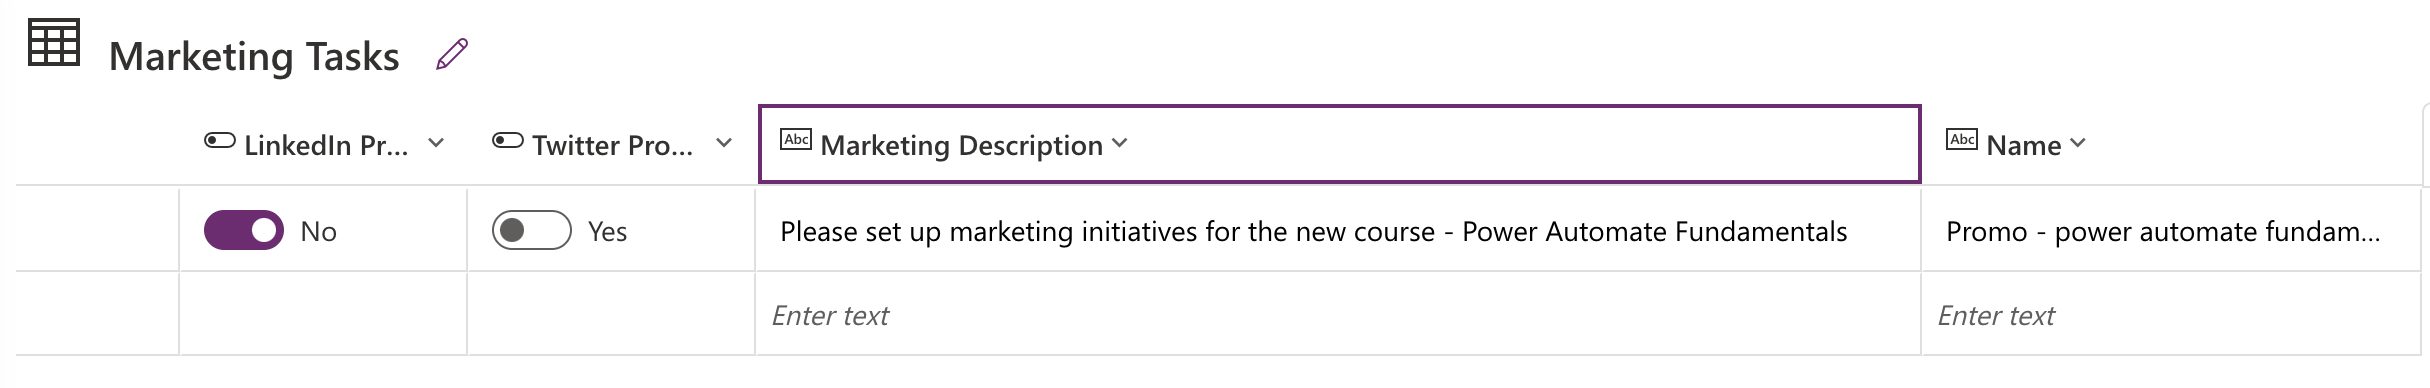 Marketing Tasks
LinkedIn Pr...
Twitter Pro...
Abc Marketing Description
Abc Name
No
Yes
Please set up marketing initiatives for the new course - Power Automate Fundamentals
Promo - power automate fundam...
Enter text
Enter text